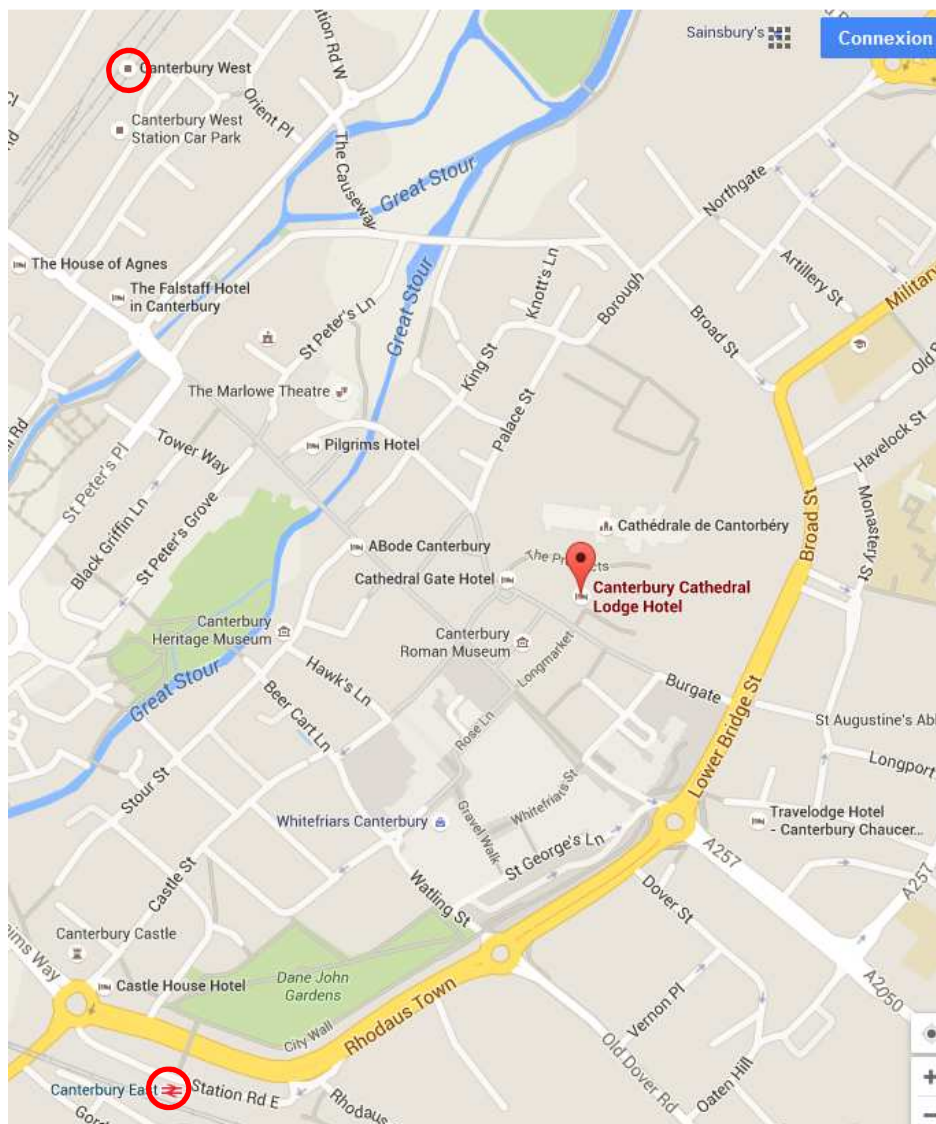 Sainsbury's
Connexion
Canterbury West
Canterbury West
Station Car Park
Orient Pl
The Causeway
Great Stour
Northgate
The House of Agnes
The Falstaff Hotel
in Canterbury
St Peter's Ln
Great Stour
Knott's Ln
Borough
Artillery St
Military
Broad St
King St
The Marlowe Theatre
Palace St
Pilgrims Hotel
Tower Way
St Peter's Pl
Havelock St
Black Griffin Ln
St Peter's Grove
Monastery St
Broad St
Cathédrale de Cantorbéry
ABode Canterbury
Cathedral Gate Hotel
Canterbury Cathedral
Lodge Hotel
Canterbury
Heritage Museum
Canterbury
Roman Museum
Longmarket
Hawk's Ln
Great Stour
Beer Cart Ln
Burgate
Rose Ln
Lower Bridge St
Stour St
Whitefriars St
Whitefriars Canterbury
Gravel Walk
Travelodge Hotel
- Canterbury Chaucer...
St George's Ln
A257
A257
Castle St
Watling St
Dover St
Canterbury Castle
Castle House Hotel
Dane John
Gardens
A2050
City Wall
Rhodaus Town
Vernon Pl
Old Dover Rd
Oaten Hill
Canterbury East
Station Rd E